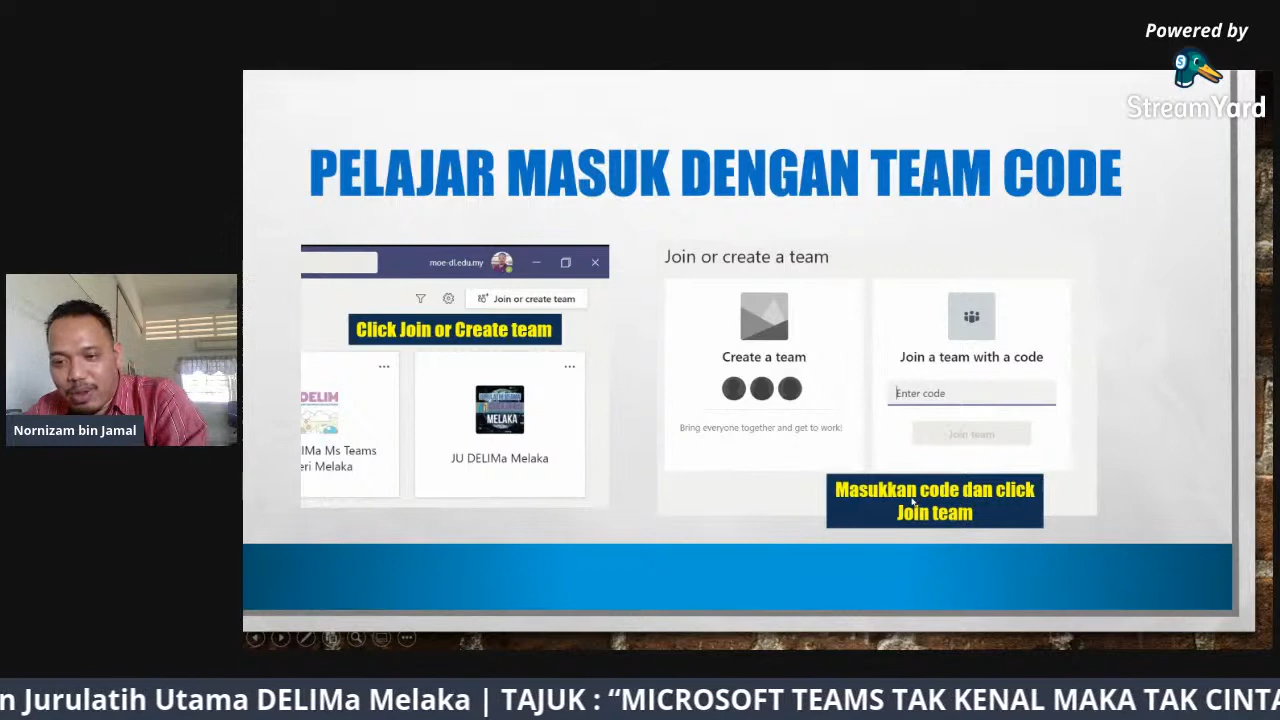 Powered by
StreamYard
PELAJAR MASUK DENGAN TEAM CODE
moe-dl.edu.my
Join or create team
Click Join or Create team
DELIM
IMa Ms Teams
eri Melaka
MELAKA
JU DELIMa Melaka
Join or create a team
Create a team
Bring everyone together and get to work!
Join a team with a code
Enter code
Join team
Masukkan code dan click
Join team
Nornizam bin Jamal
n Jurulatih Utama DELIMa Melaka | TAJUK : “MICROSOFT TEAMS TAK KENAL MAKA TAK CINTA